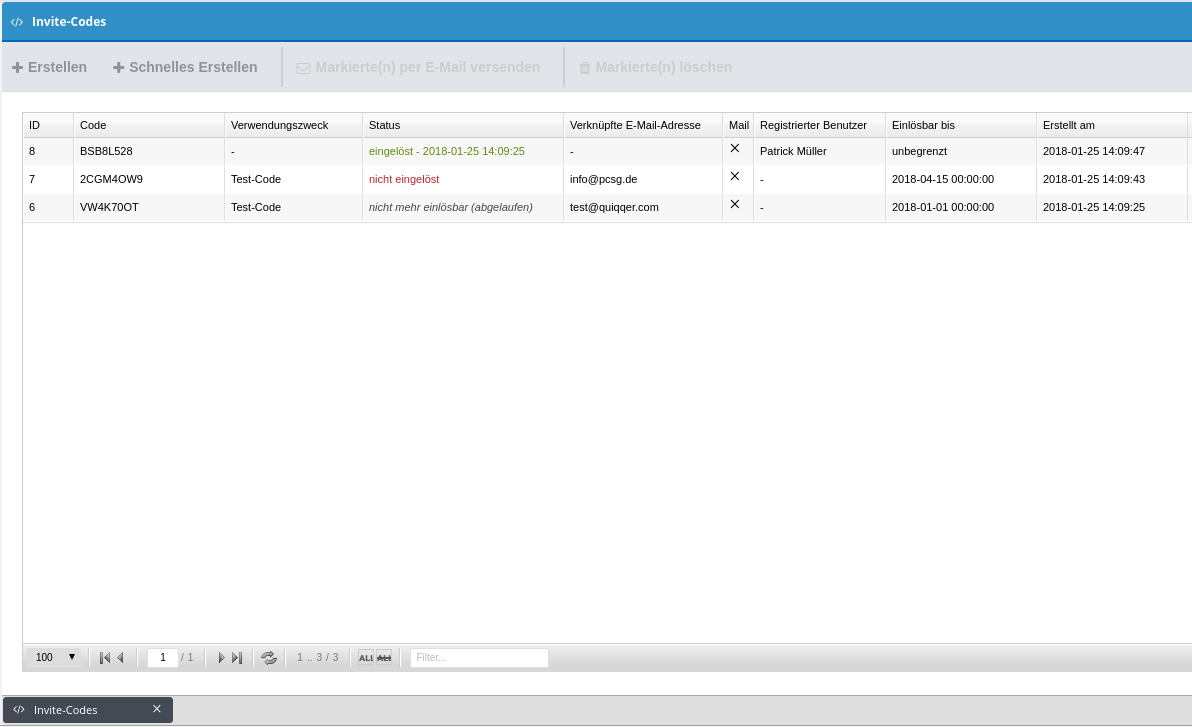 </> Invite-Codes
Erstellen Schnelles Erstellen Markierte(n) per E-Mail versenden Markierte(n) löschen
ID Code Verwendungszweck Status Verknüpfte E-Mail-Adresse Mail Registrierter Benutzer Einlösbar bis Erstellt am
8 BSB8L528 - eingelöst - 2018-01-25 14:09:25 - Patrick Müller unbegrenzt 2018-01-25 14:09:47
7 2CGM4OW9 Test-Code nicht eingelöst info@pcsg.de - 2018-04-15 00:00:00 2018-01-25 14:09:43
6 VW4K70OT Test-Code nicht mehr einlösbar (abgelaufen) test@quiqqer.com - 2018-01-01 00:00:00 2018-01-25 14:09:25
100 1 / 1 1 .. 3 / 3 ALL ALL Filter...
</> Invite-Codes